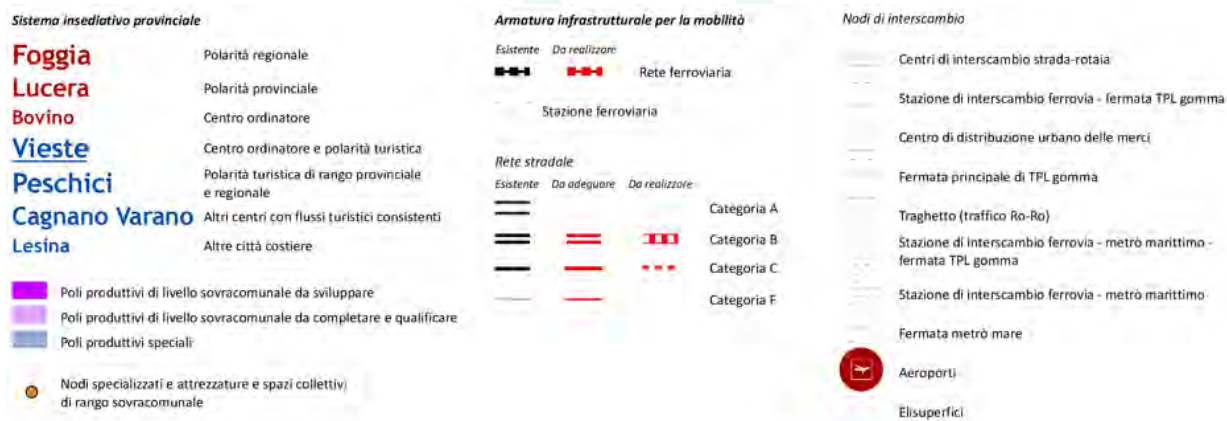 Sistema insediativo provinciale
Foggia Polarità regionale
Lucera Polarità provinciale
Bovino Centro ordinatore
Vieste Centro ordinatore e polarità turistica
Peschici Polarità turistica di rango provinciale
e regionale
Cagnano Varano Altri centri con flussi turistici consistenti
Lesina Altre città costiere
Poli produttivi di livello sovracomunale da sviluppare
Poli produttivi di livello sovracomunale da completare e qualificare
Poli produttivi speciali
Nodi specializzati e attrezzature e spazi collettivi
di rango sovracomunale
Armatura infrastrutturale per la mobilità
Esistente Da realizzare
Rete ferroviaria
Stazione ferroviaria
Rete stradale
Esistente Da adeguare Da realizzare
Categoria A
Categoria B
Categoria C
Categoria F
Nodi di interscambio
Centri di interscambio strada-rotaia
Stazione di interscambio ferrovia - fermata TPL gomma
Centro di distribuzione urbano delle merci
Fermata principale di TPL gomma
Traghetto (traffico Ro-Ro)
Stazione di interscambio ferrovia - metrò marittimo -
fermata TPL gomma
Stazione di interscambio ferrovia - metrò marittimo
Fermata metrò mare
Aeroporti
Elisuperfici